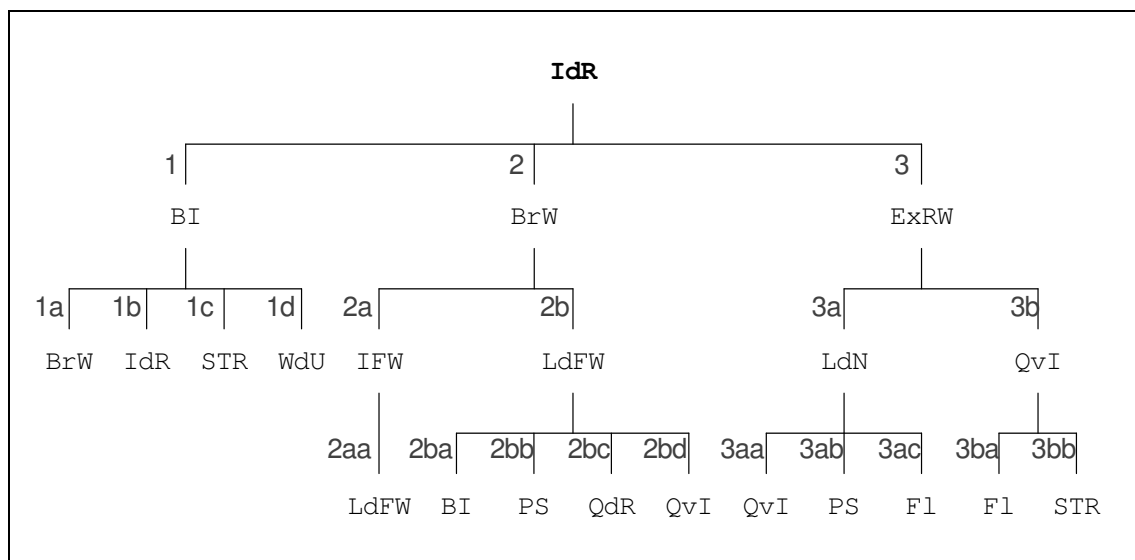 IdR
1 2 3
BI BrW ExRW
1a 1b 1c 1d 2a 2b 3a 3b
BrW IdR STR WdU IFW LdFW LdN QvI
2aa 2ba 2bb 2bc 2bd 3aa 3ab 3ac 3ba 3bb
LdFW BI PS QdR QvI QvI PS Fl Fl STR